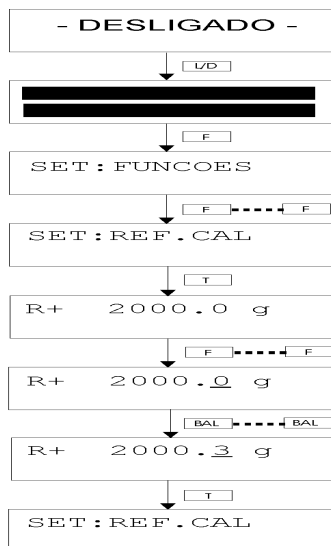 - DESLIGADO -
L/D
F
SET:FUNCOES
F F
SET:REF.CAL
T
R+ 2000.0 g
F F
R+ 2000.0 g
BAL BAL
R+ 2000.3 g
T
SET:REF.CAL